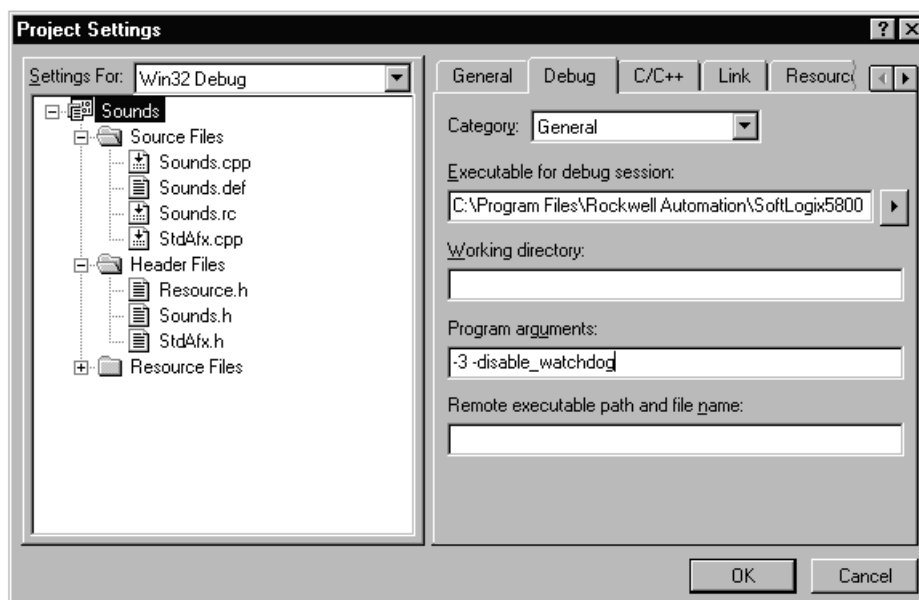 Project Settings
Settings For: Win32 Debug
Sounds
Source Files
Sounds.cpp
Sounds.def
Sounds.rc
StdAfx.cpp
Header Files
Resource.h
Sounds.h
StdAfx.h
Resource Files
General Debug C/C++ Link
Category: General
Executable for debug session:
C:\Program Files\Rockwell Automation\SoftLogix5800
Working directory:
Program arguments:
-3 -disable_watchdog
Remote executable path and file name:
OK Cancel